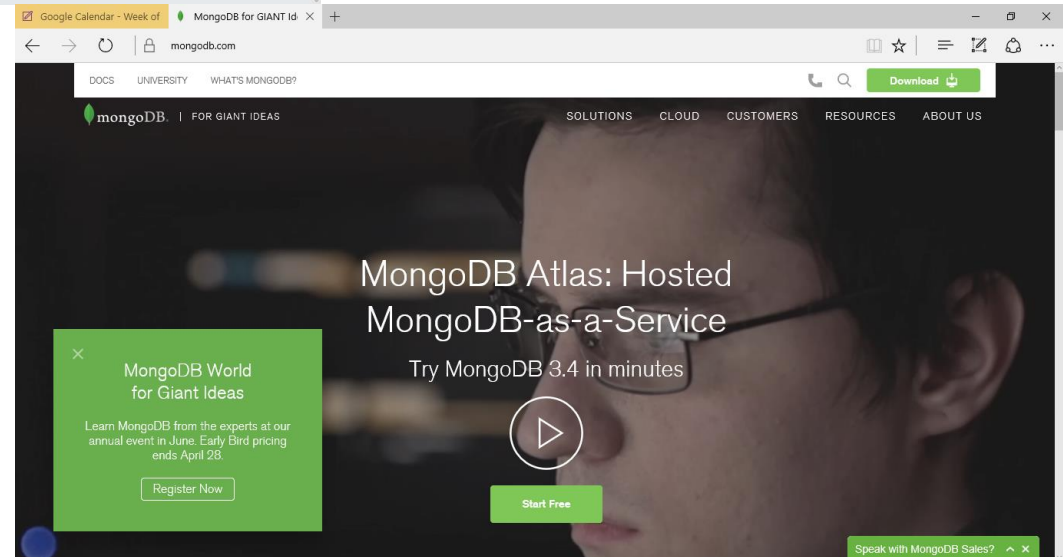 Google Calendar - Week of
MongoDB for GIANT Id
mongodb.com
DOCS UNIVERSITY WHAT'S MONGODB?
Download
mongoDB. | FOR GIANT IDEAS
SOLUTIONS CLOUD CUSTOMERS RESOURCES ABOUT US
MongoDB Atlas: Hosted
MongoDB-as-a-Service
Try MongoDB 3.4 in minutes
Start Free
MongoDB World
for Giant Ideas
Learn MongoDB from the experts at our
annual event in June. Early Bird pricing
ends April 28.
Register Now
Speak with MongoDB Sales?